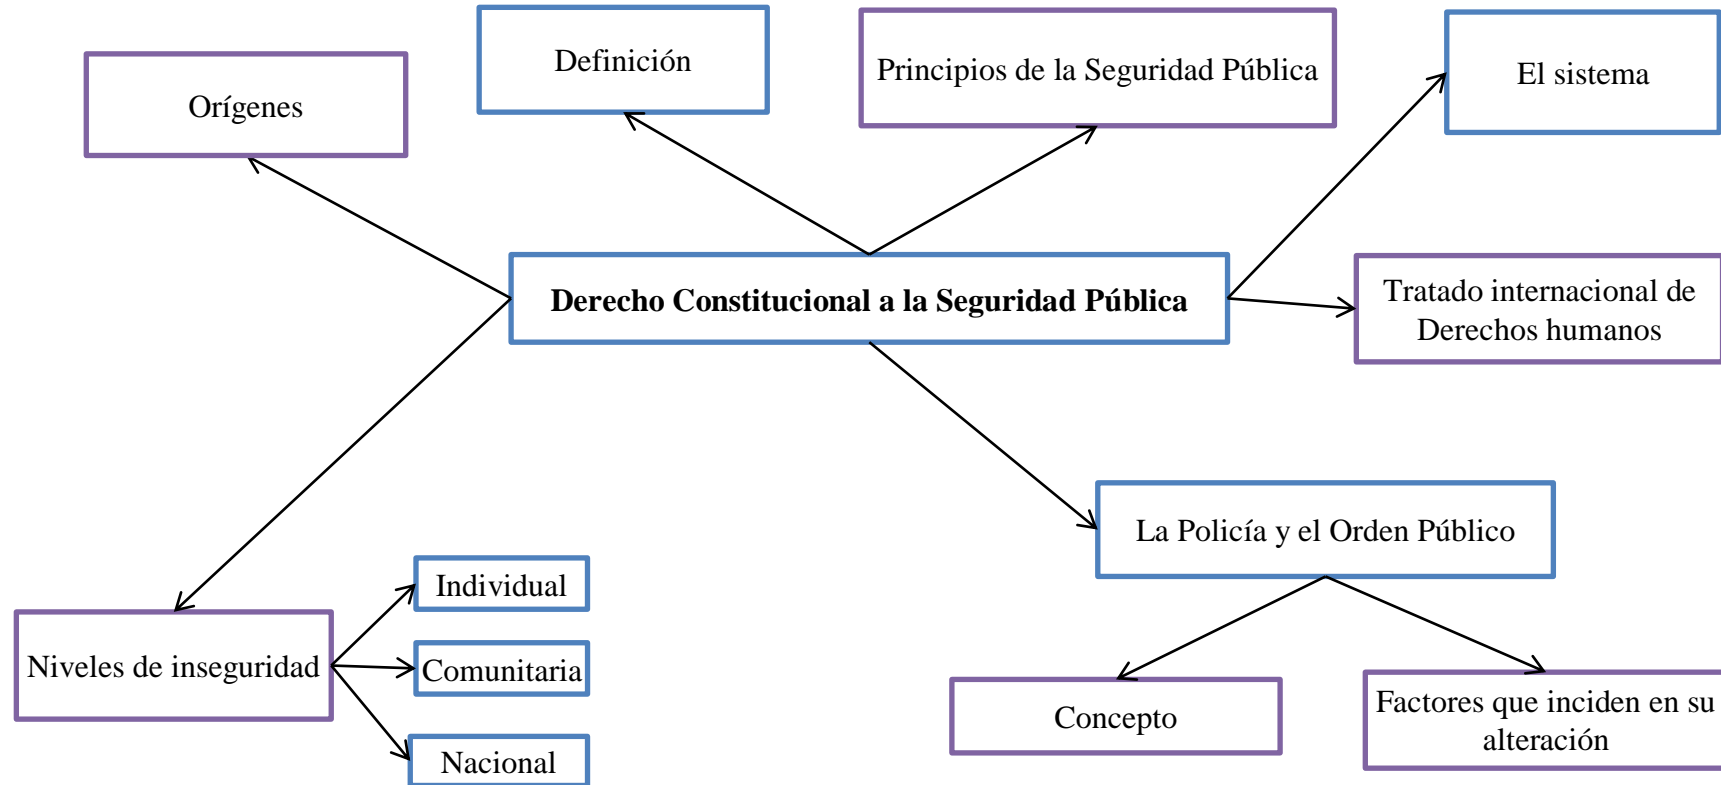 Definición
Principios de la Seguridad Pública
El sistema
Orígenes
Derecho Constitucional a la Seguridad Pública
Tratado internacional de
Derechos humanos
La Policía y el Orden Público
Individual
Niveles de inseguridad
Comunitaria
Nacional
Concepto
Factores que inciden en su
alteración